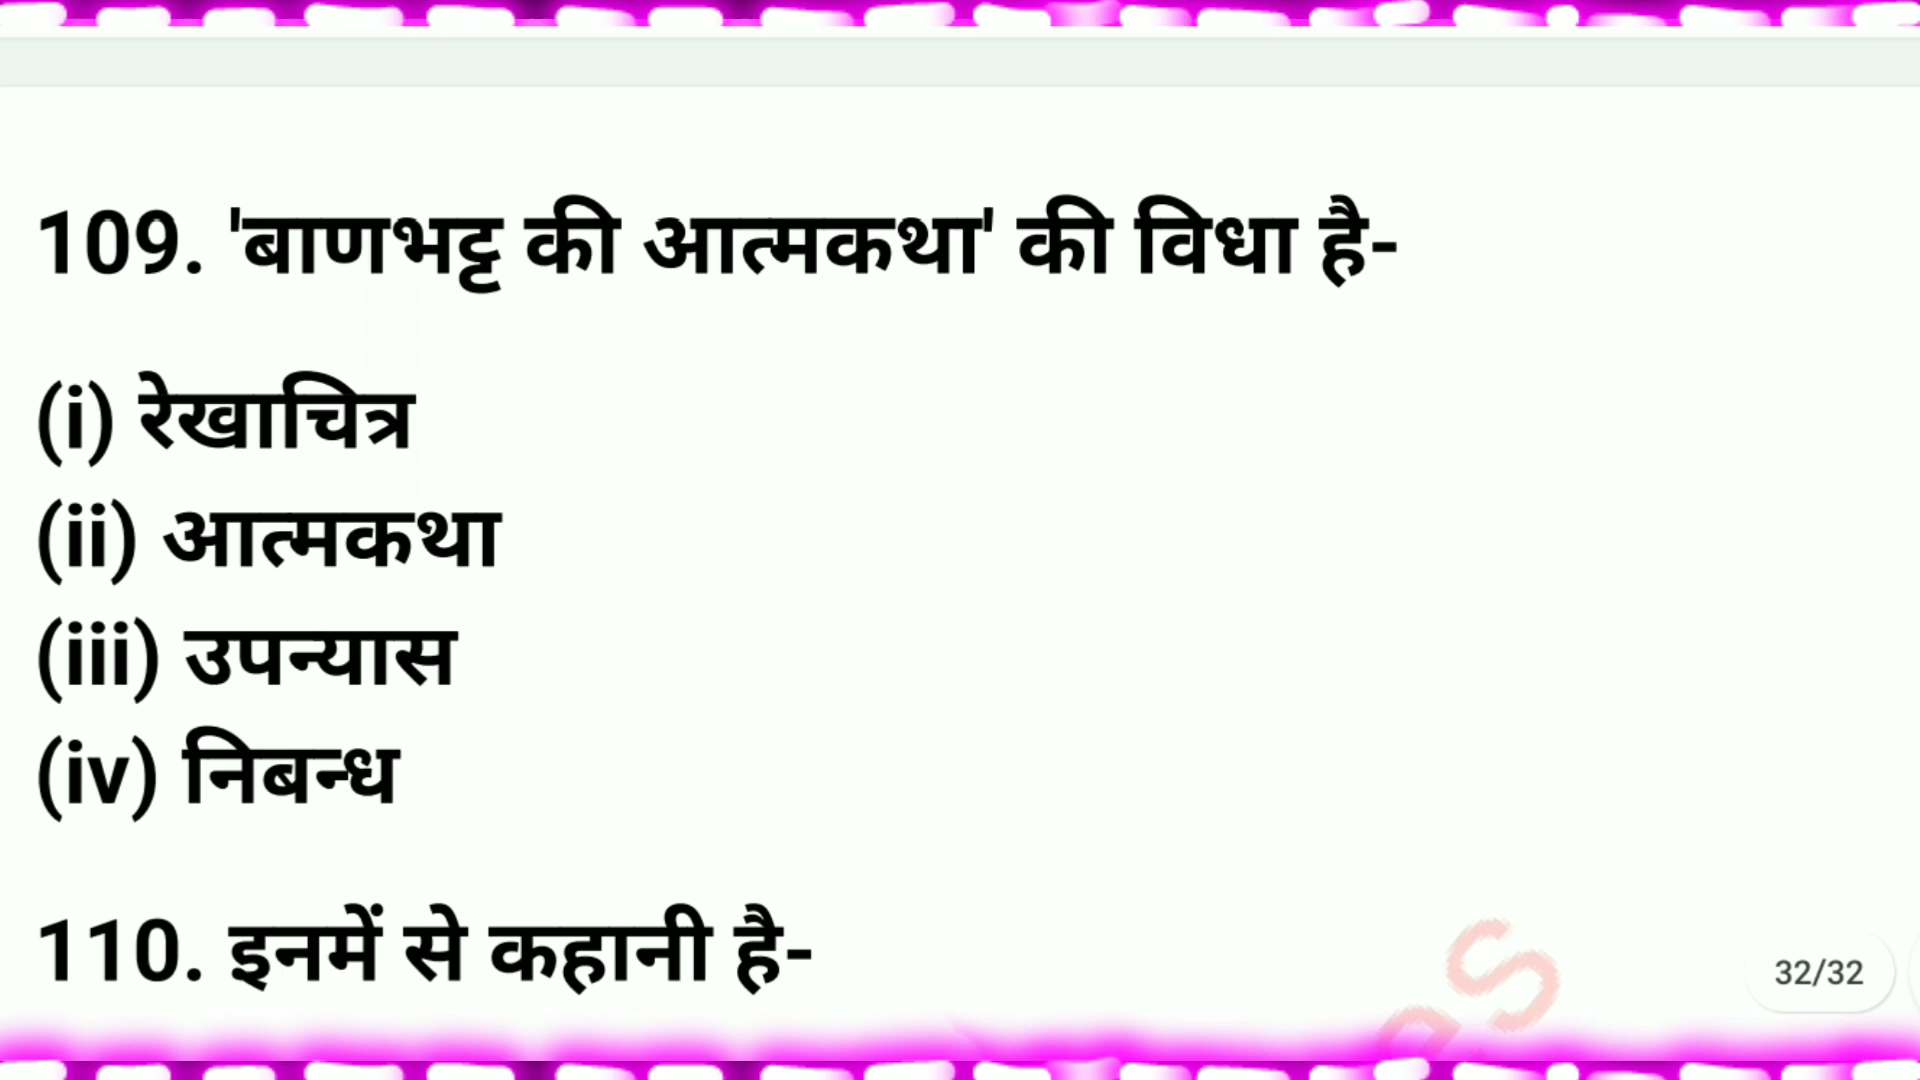 109. 'बाणभट्ट की आत्मकथा' की विधा है-
(i) रेखाचित्र
(ii) आत्मकथा
(iii) उपन्यास
(iv) निबन्ध
110. इनमें से कहानी है-
32/32